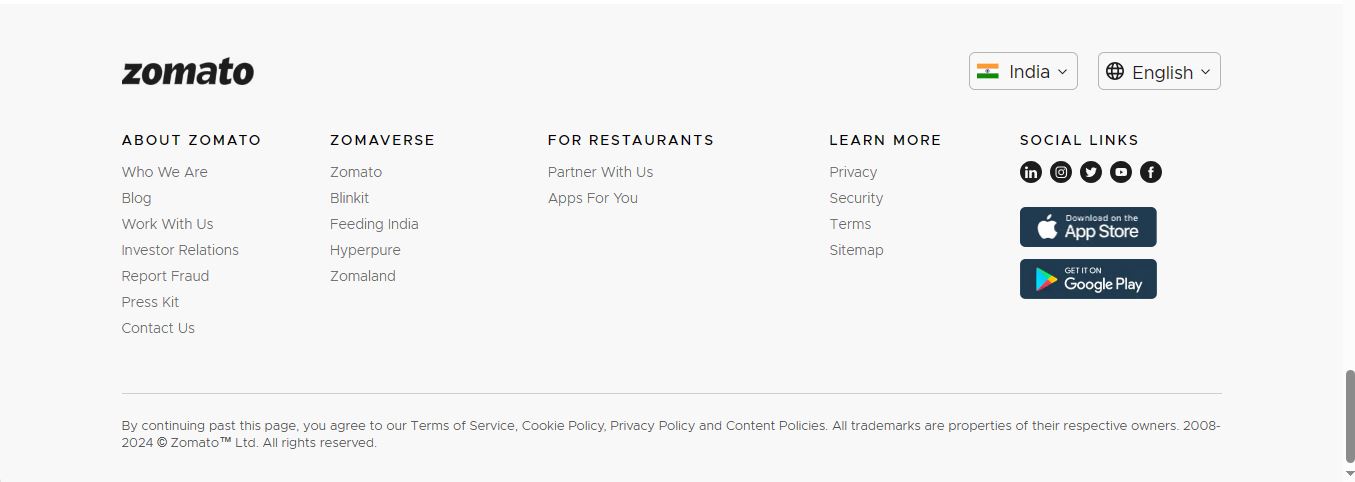 zomato
India
English
ABOUT ZOMATO
Who We Are
Blog
Work With Us
Investor Relations
Report Fraud
Press Kit
Contact Us
ZOMAVERSE
Zomato
Blinkit
Feeding India
Hyperpure
Zomaland
FOR RESTAURANTS
Partner With Us
Apps For You
LEARN MORE
Privacy
Security
Terms
Sitemap
SOCIAL LINKS
Download on the
App Store
GET IT ON
Google Play
By continuing past this page, you agree to our Terms of Service, Cookie Policy, Privacy Policy and Content Policies. All trademarks are properties of their respective owners. 2008-
2024 © Zomato™ Ltd. All rights reserved.